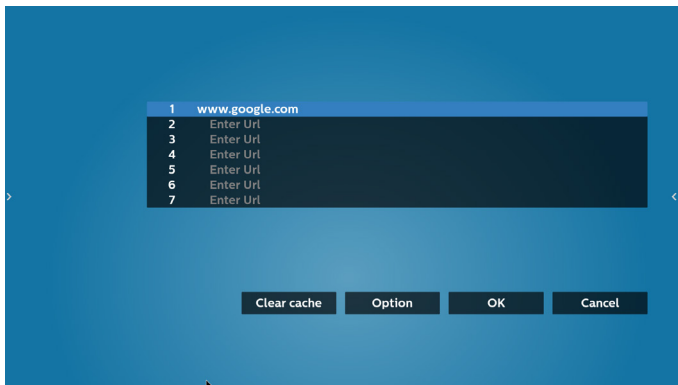 1 www.google.com
2 Enter Url
3 Enter Url
4 Enter Url
5 Enter Url
6 Enter Url
7 Enter Url
Clear cache Option OK Cancel